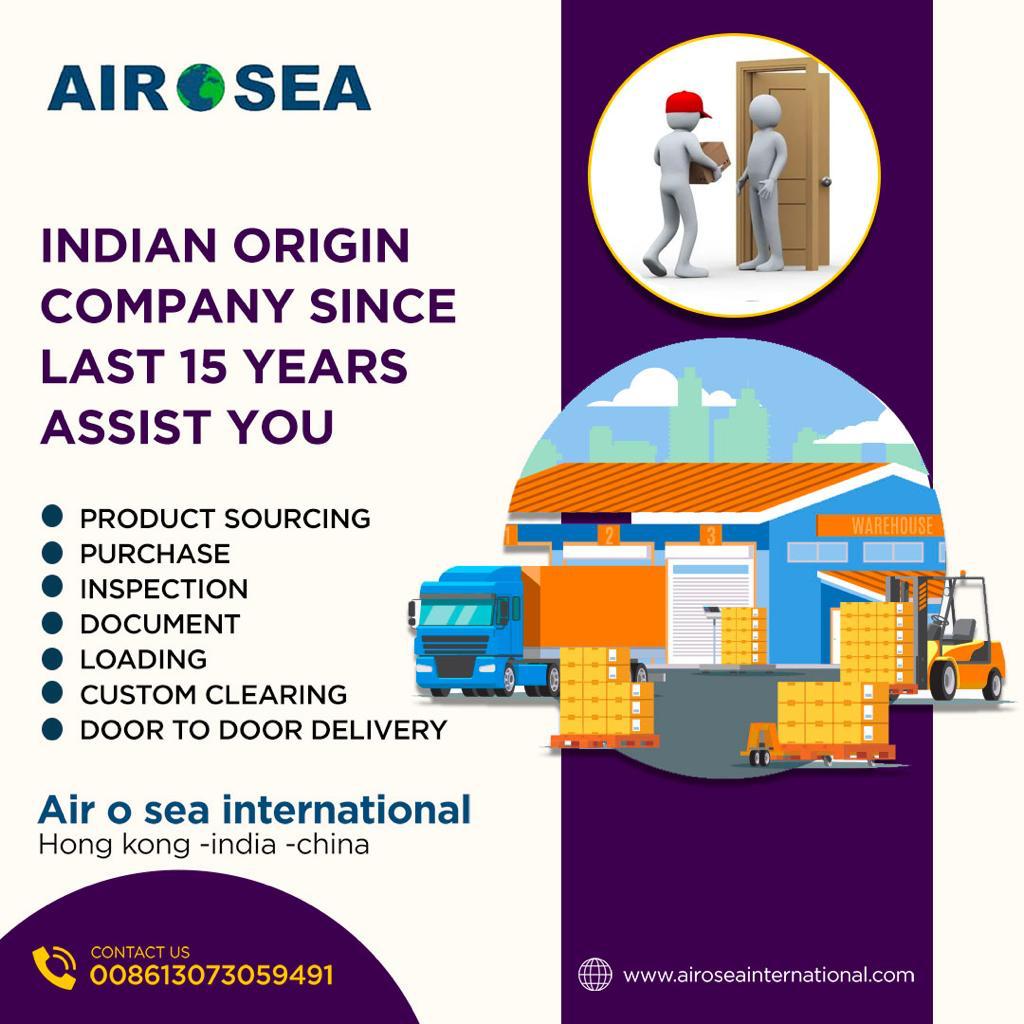 AIR O SEA
INDIAN ORIGIN
COMPANY SINCE
LAST 15 YEARS
ASSIST YOU
PRODUCT SOURCING
PURCHASE
INSPECTION
DOCUMENT
LOADING
CUSTOM CLEARING
DOOR TO DOOR DELIVERY
2
3
WAREHOUSE
Air o sea international
Hong kong -india -china
CONTACT US
008613073059491
www.airoseainternational.com